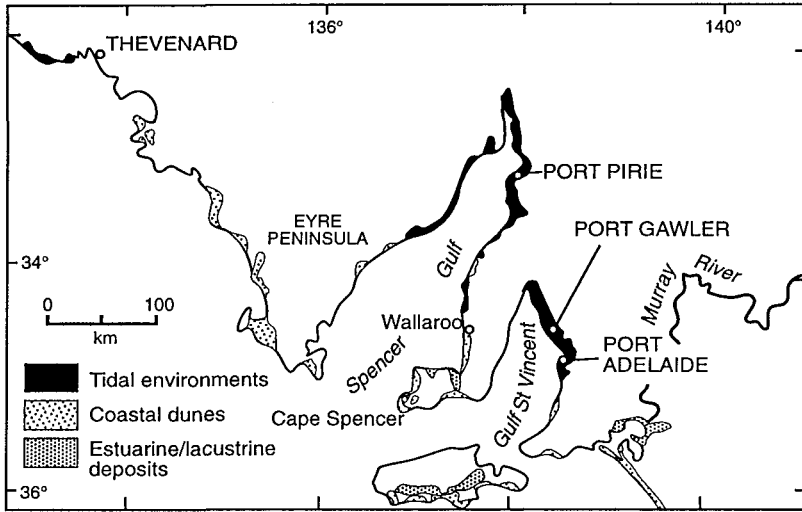 136°
140°
THEVENARD
PORT PIRIE
EYRE
PENINSULA
PORT GAWLER
34°
Gulf
Murray
River
0
100
km
Wallaroo
PORT
ADELAIDE
Spencer
Gulf St Vincent
Tidal environments
Coastal dunes
Cape Spencer
Estuarine/lacustrine
deposits
36°